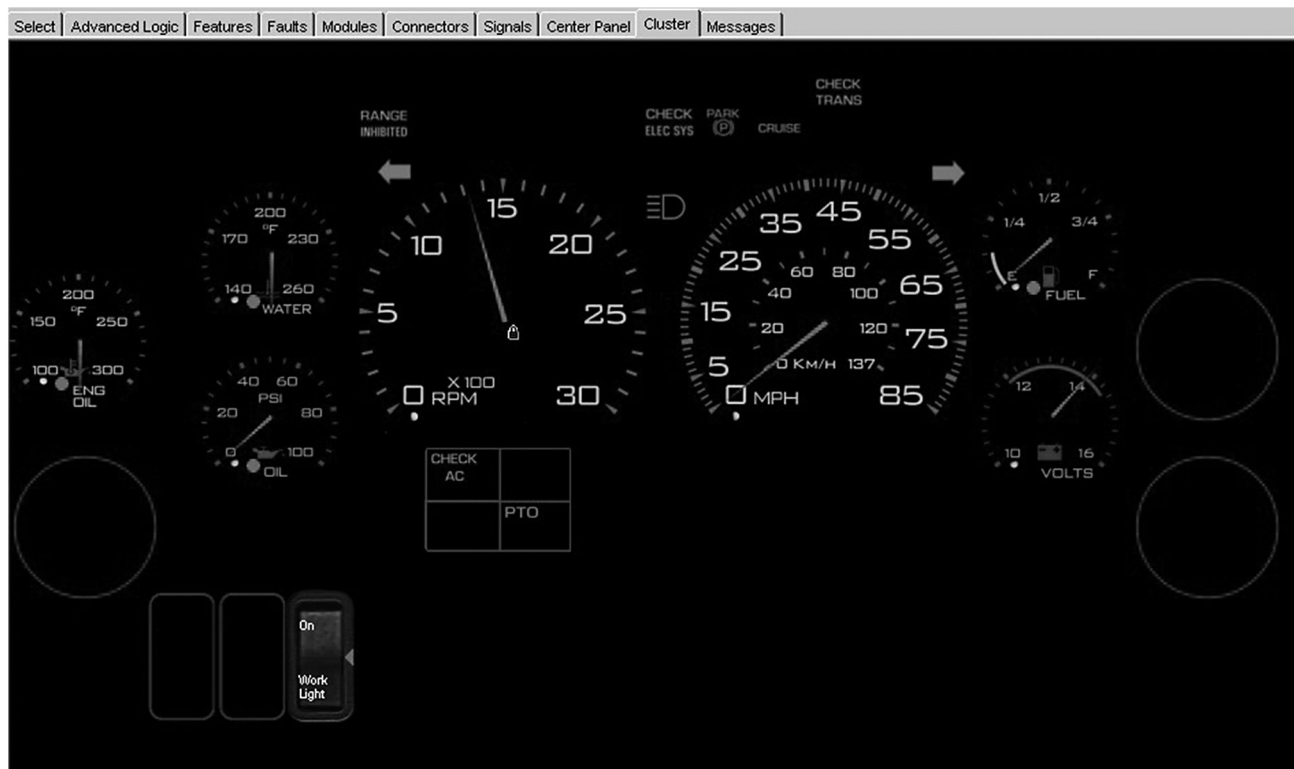 Select
Advanced Logic
Features
Faults
Modules
Connectors
Signals
Center Panel
Cluster
Messages
CHECK
TRANS
RANGE
INHIBITED
CHECK
ELEC SYS
PARK
(P)
CRUISE
200
°F
170
230
140
260
WATER
200
°F
150
250
100
300
ENG
OIL
40
60
PSI
20
80
0
100
OIL
15
10
20
5
25
X 100
0
RPM
30
45
35
55
25
65
15
75
5
85
0
MPH
60
80
40
100
20
120
0 KM/H 137
1/2
1/4
3/4
E
F
FUEL
12
14
10
16
VOLTS
CHECK
AC
PTO
On
Work
Light